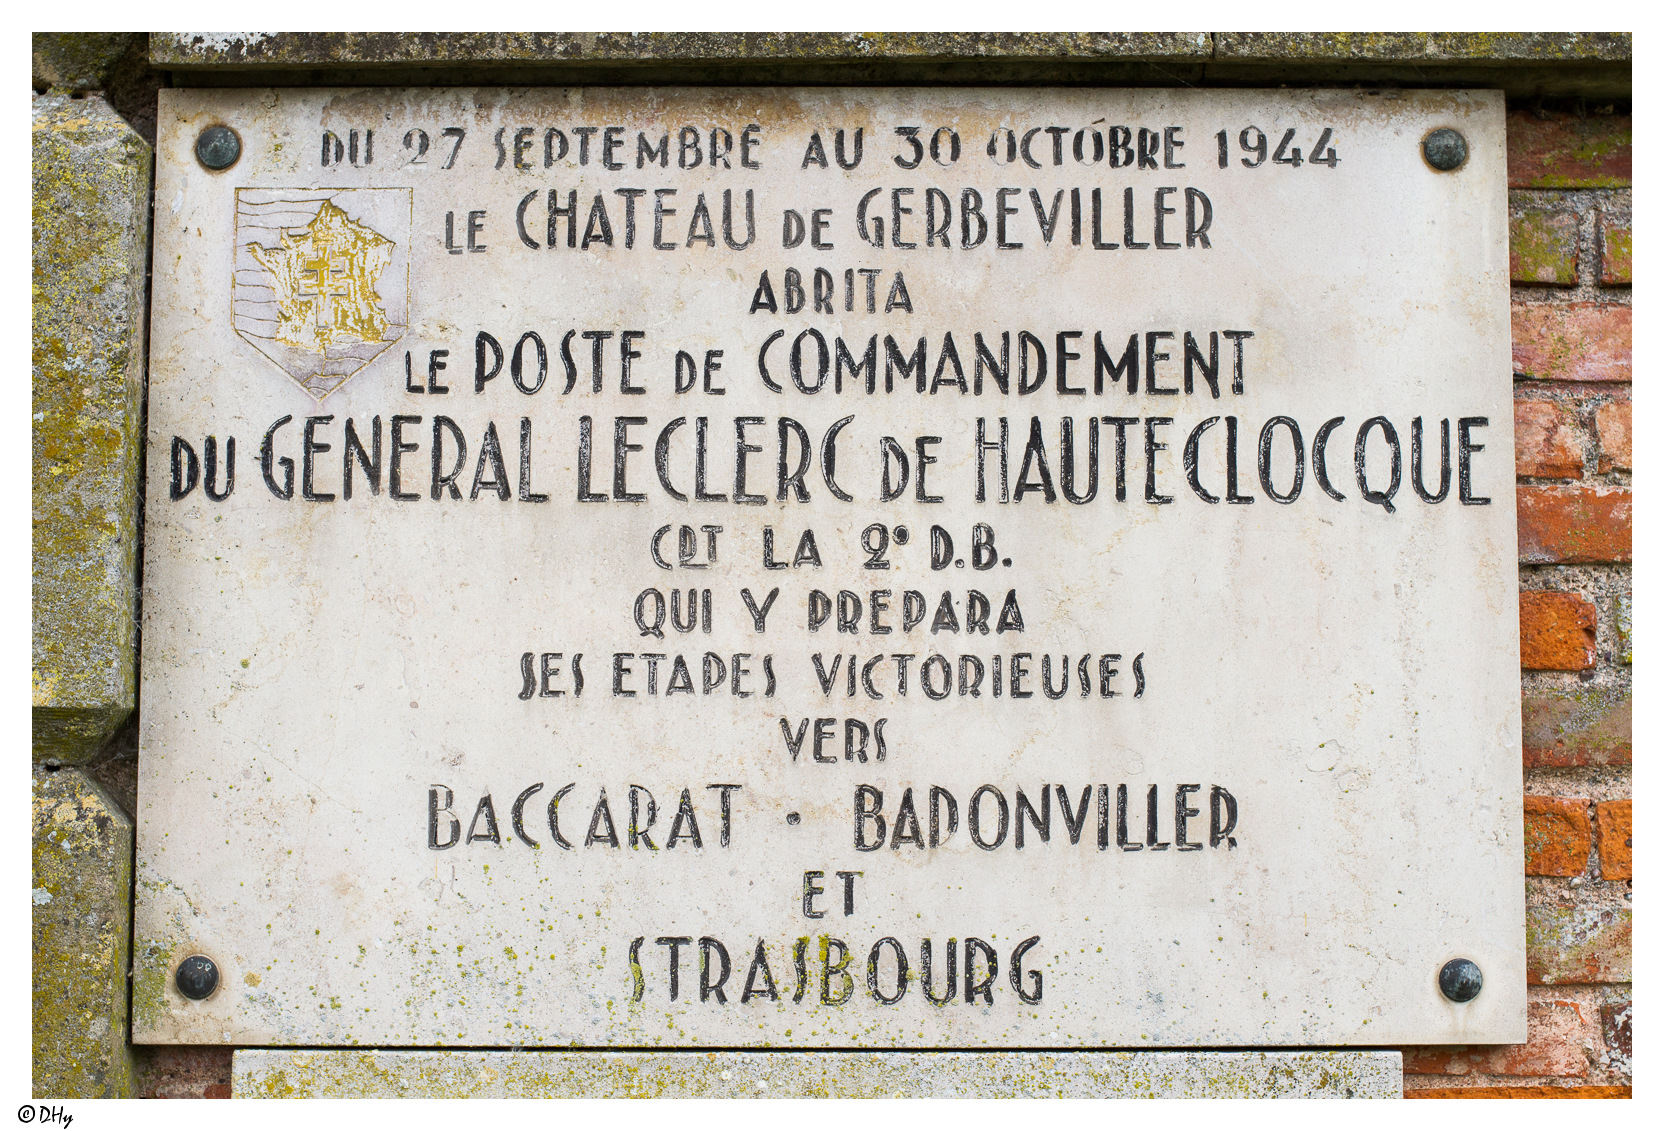 DU 27 SEPTEMBRE AU 30 OCTOBRE 1944
LE CHATEAU DE GERBEVILLER
ABRITA
LE POSTE DE COMMANDEMENT
DU GENERAL LECLERC DE HAUTECLOCQUE
CDT LA 2° D.B.
QUI Y PREPARA
SES ETAPES VICTORIEUSES
VERS
BACCARAT • BADONVILLER
ET
STRASBOURG
© DHy